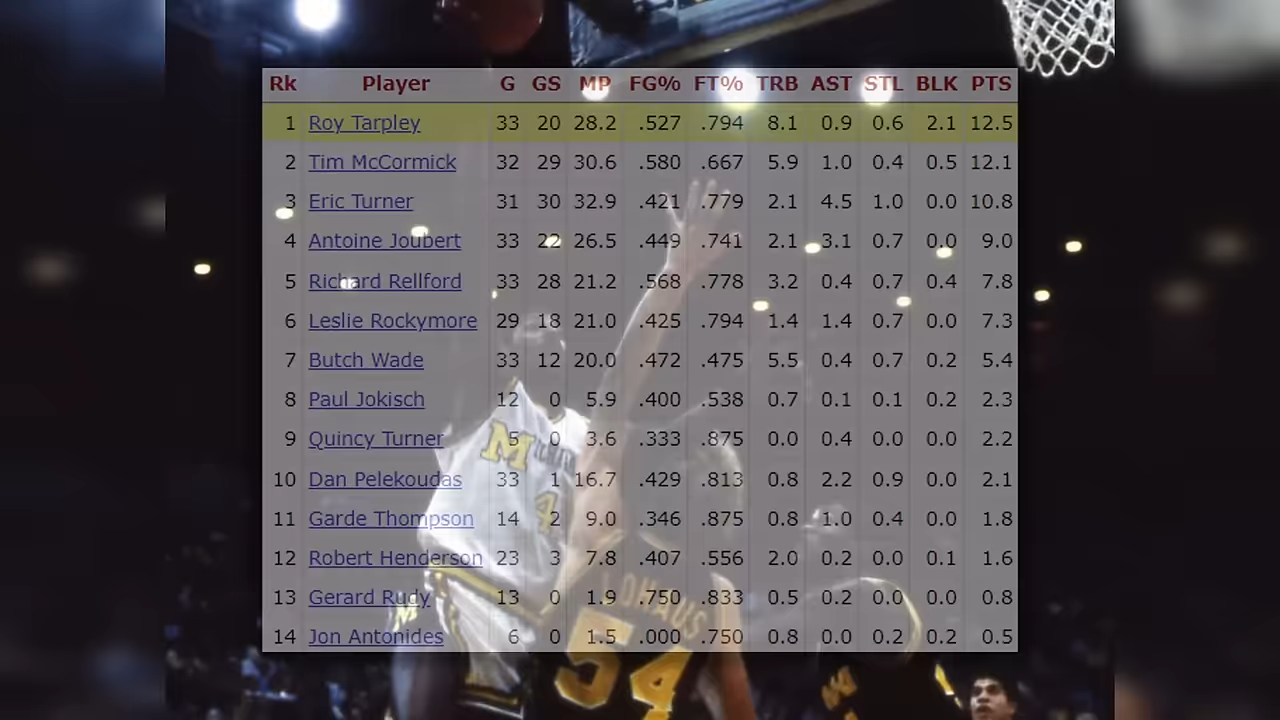 Rk Player G GS MP FG% FT% TRB AST STL BLK PTS
1 Roy Tarpley 33 20 28.2 .527 .794 8.1 0.9 0.6 2.1 12.5
2 Tim McCormick 32 29 30.6 .580 .667 5.9 1.0 0.4 0.5 12.1
3 Eric Turner 31 30 32.9 .421 .779 2.1 4.5 1.0 0.0 10.8
4 Antoine Joubert 33 22 26.5 .449 .741 2.1 3.1 0.7 0.0 9.0
5 Richard Rellford 33 28 21.2 .568 .778 3.2 0.4 0.7 0.4 7.8
6 Leslie Rockymore 29 18 21.0 .425 .794 1.4 1.4 0.7 0.0 7.3
7 Butch Wade 33 12 20.0 .472 .475 5.5 0.4 0.7 0.2 5.4
8 Paul Jokisch 12 0 5.9 .400 .538 0.7 0.1 0.1 0.2 2.3
9 Quincy Turner 5 0 3.6 .333 .875 0.0 0.4 0.0 0.0 2.2
10 Dan Pelekoudas 33 1 16.7 .429 .813 0.8 2.2 0.9 0.0 2.1
11 Garde Thompson 14 2 9.0 .346 .875 0.8 1.0 0.4 0.0 1.8
12 Robert Henderson 23 3 7.8 .407 .556 2.0 0.2 0.0 0.1 1.6
13 Gerard Rudy 13 0 1.9 .750 .833 0.5 0.2 0.0 0.0 0.8
14 Jon Antonides 6 0 1.5 .000 .750 0.8 0.0 0.2 0.2 0.5
M
4
M
LOHAUS
54